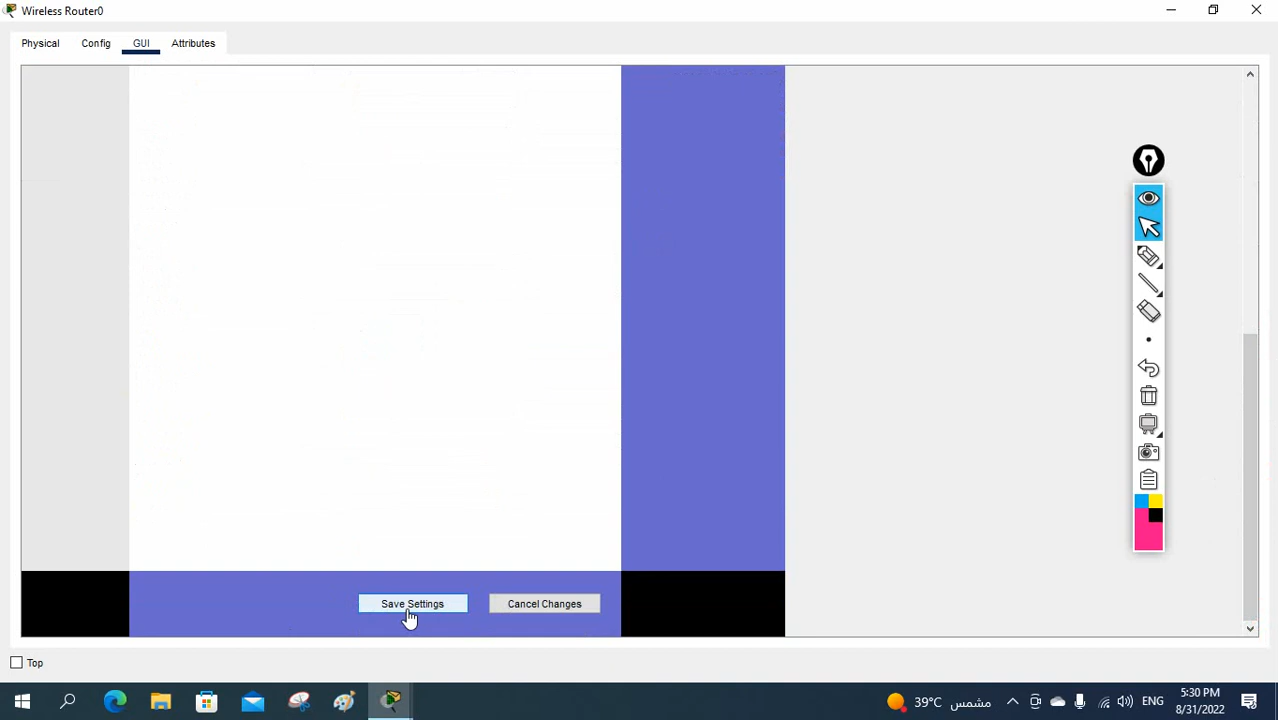 Wireless Router0
Physical
Config
GUI
Attributes
Save Settings
Cancel Changes
Top
39°C مشمس
ENG
5:30 PM
8/31/2022